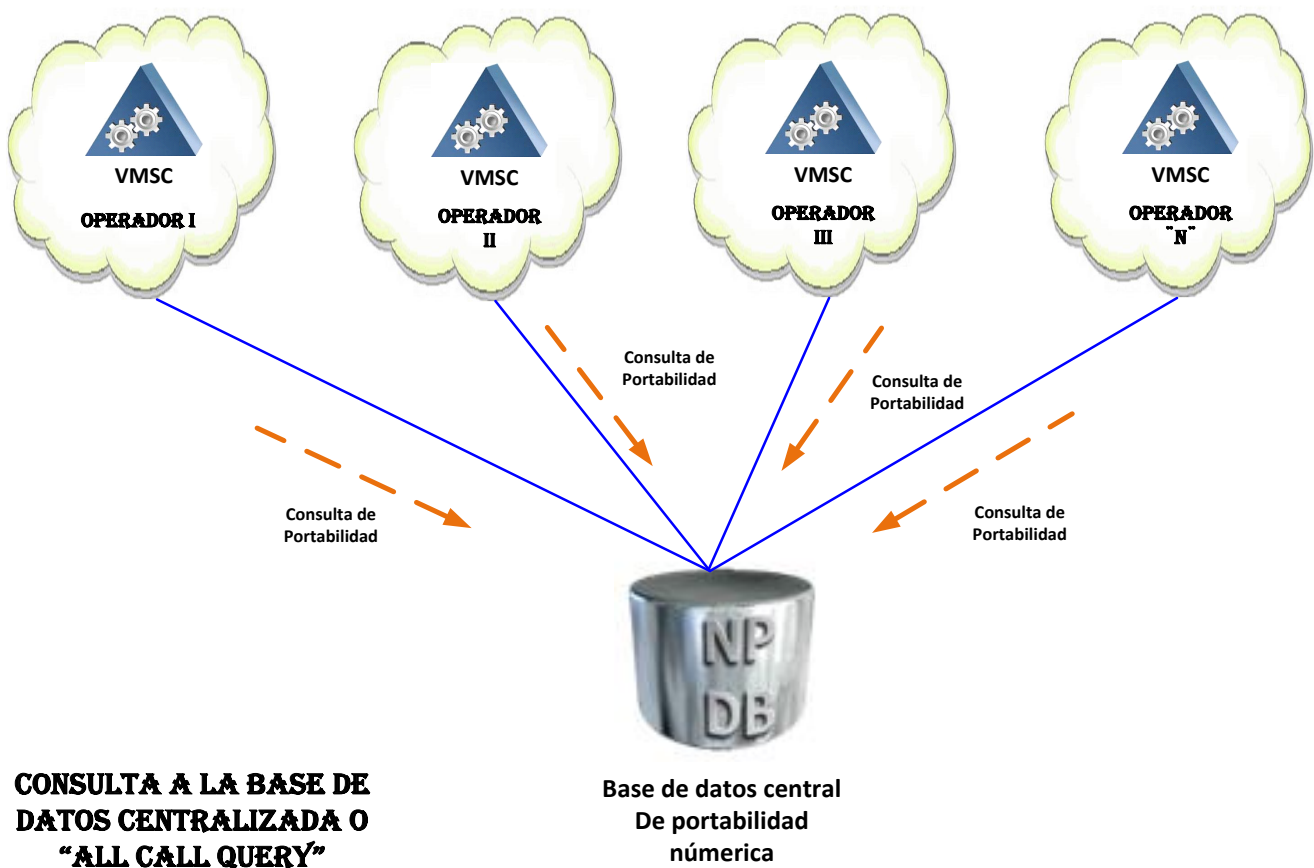 VMSC
OPERADOR I
VMSC
OPERADOR
II
VMSC
OPERADOR
III
VMSC
OPERADOR
¨N¨
Consulta de
Portabilidad
Consulta de
Portabilidad
Consulta de
Portabilidad
Consulta de
Portabilidad
NP
DB
Base de datos central
De portabilidad
númerica
CONSULTA A LA BASE DE
DATOS CENTRALIZADA O
“ALL CALL QUERY”